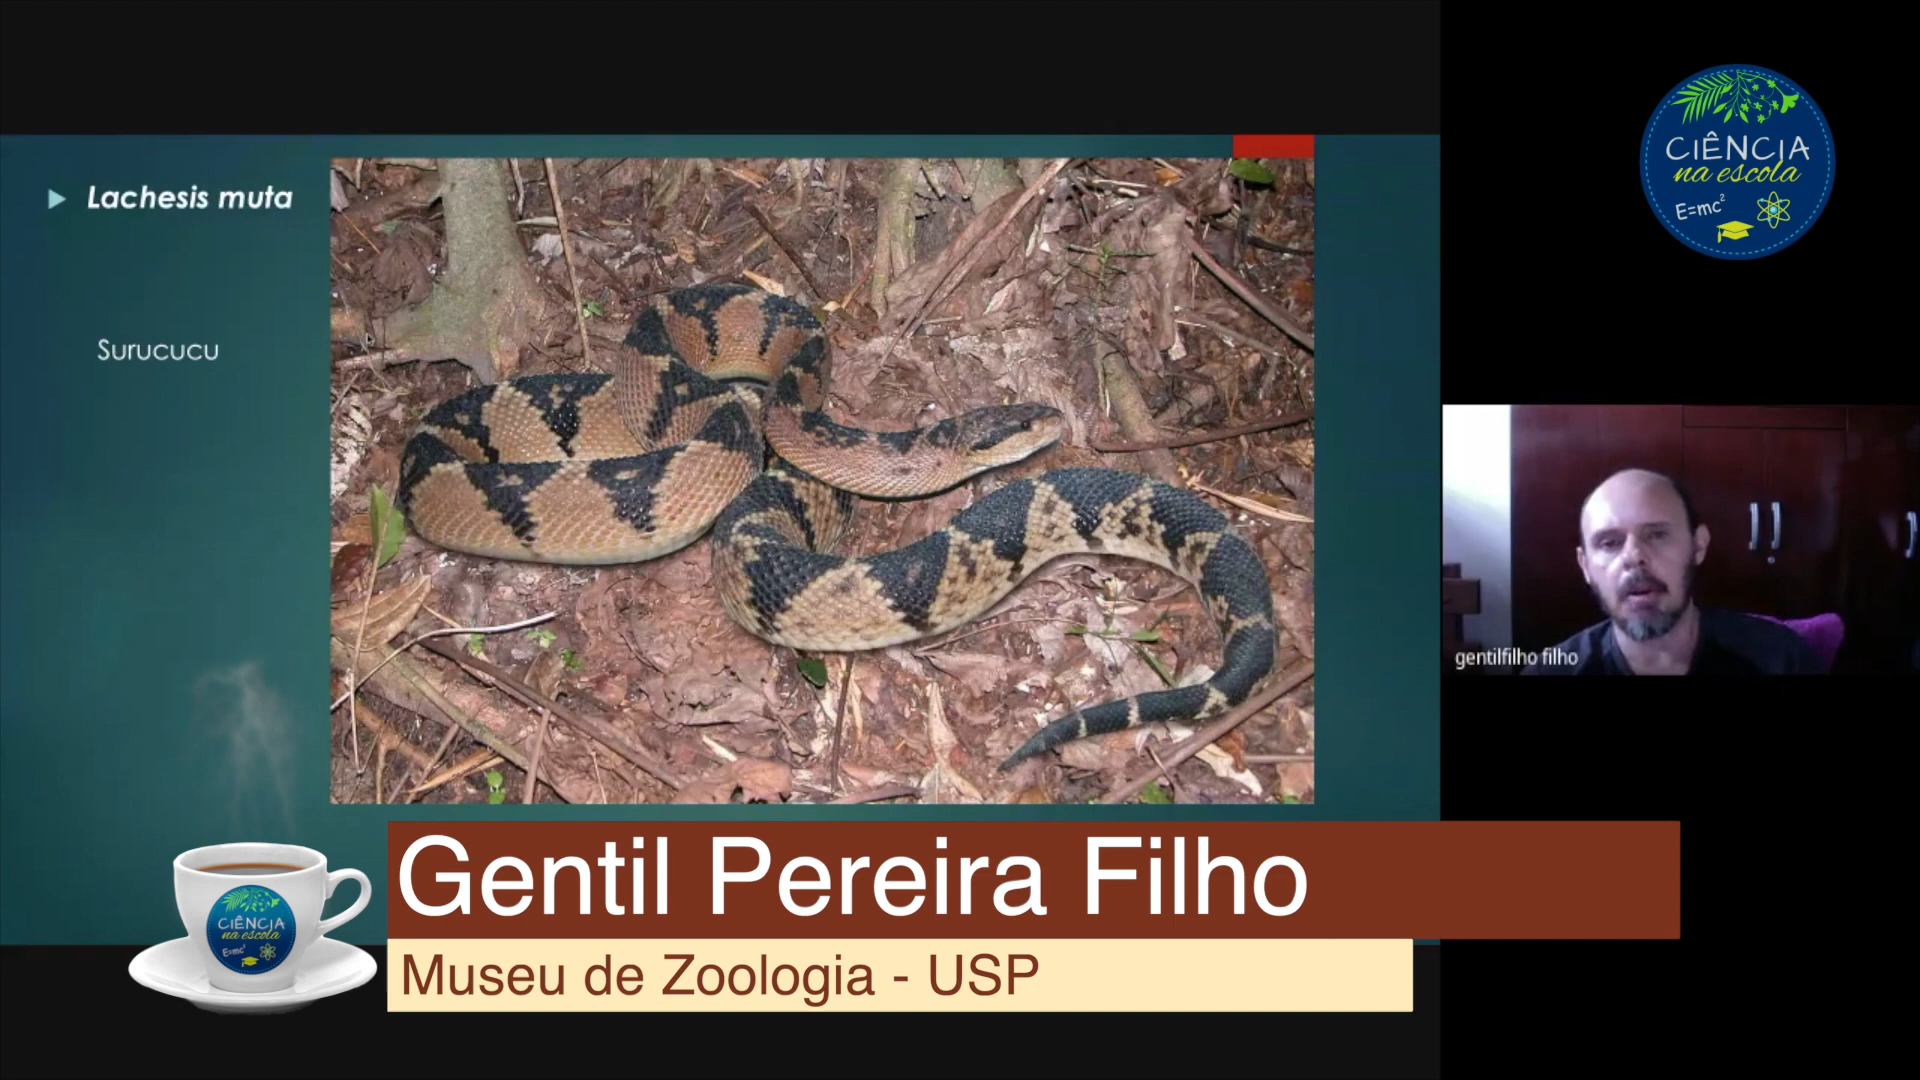 Lachesis muta
Surucucu
CIÊNCIA
na escola
E=mc²
gentilfilho filho
Gentil Pereira Filho
Museu de Zoologia - USP
CIÊNCIA
na escola
E=mc²